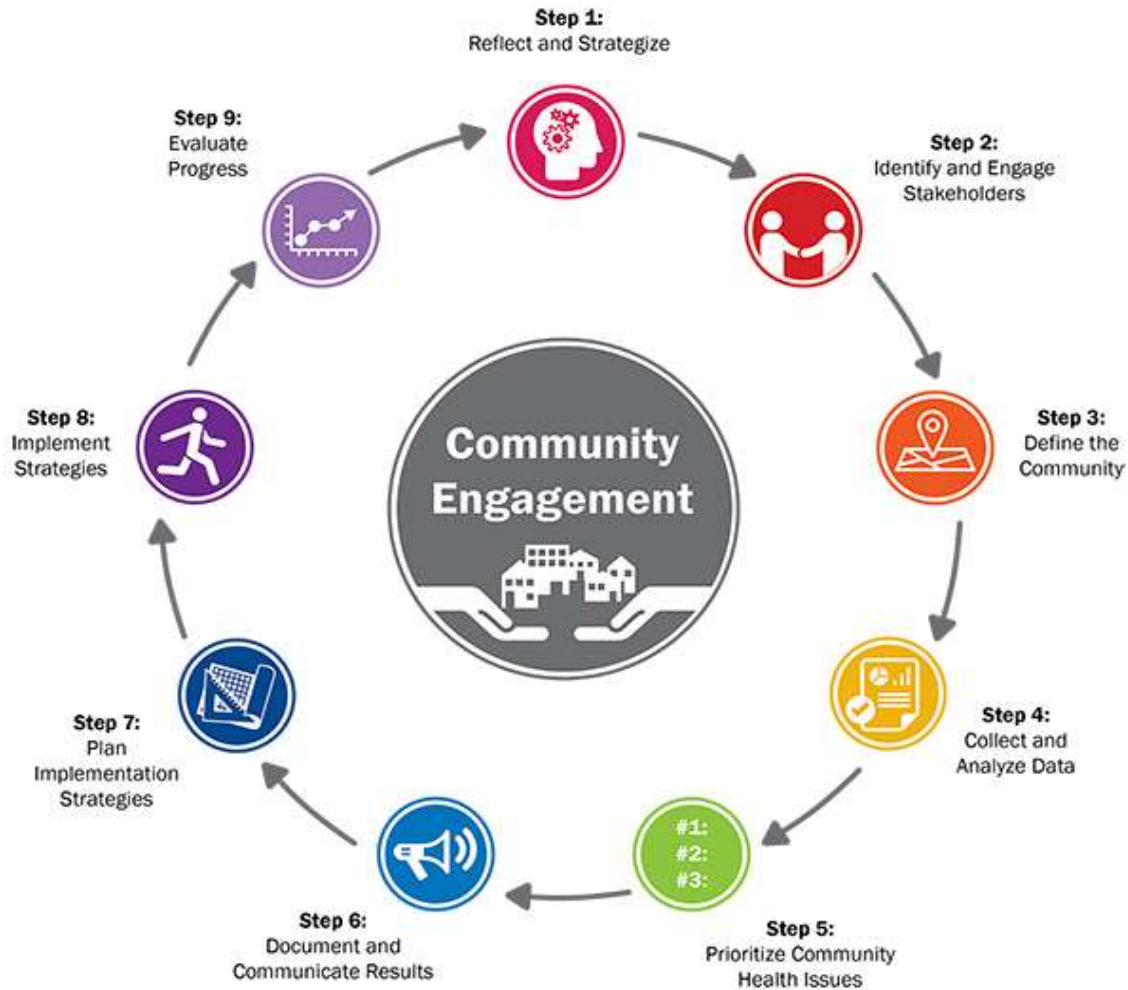 Step 1:
Reflect and Strategize
Step 2:
Identify and Engage
Stakeholders
Step 3:
Define the
Community
Step 4:
Collect and
Analyze Data
Step 5:
Prioritize Community
Health Issues
#1:
#2:
#3:
Step 6:
Document and
Communicate Results
Step 7:
Plan
Implementation
Strategies
Step 8:
Implement
Strategies
Step 9:
Evaluate
Progress
Community
Engagement